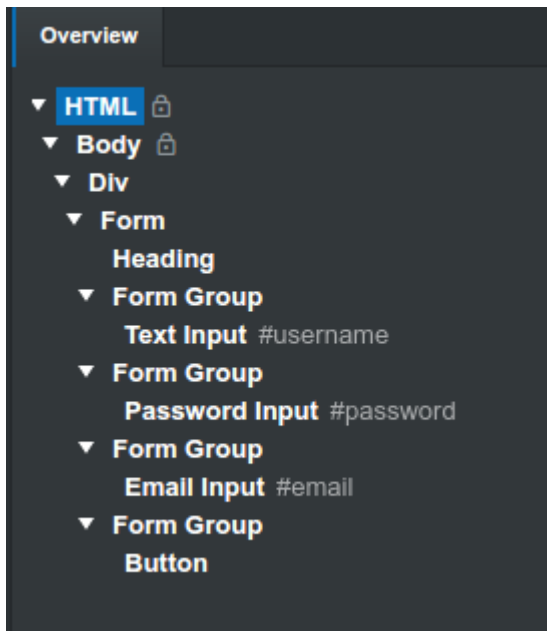 Overview
HTML
Body
Div
Form
Heading
Form Group
Text Input #username
Form Group
Password Input #password
Form Group
Email Input #email
Form Group
Button